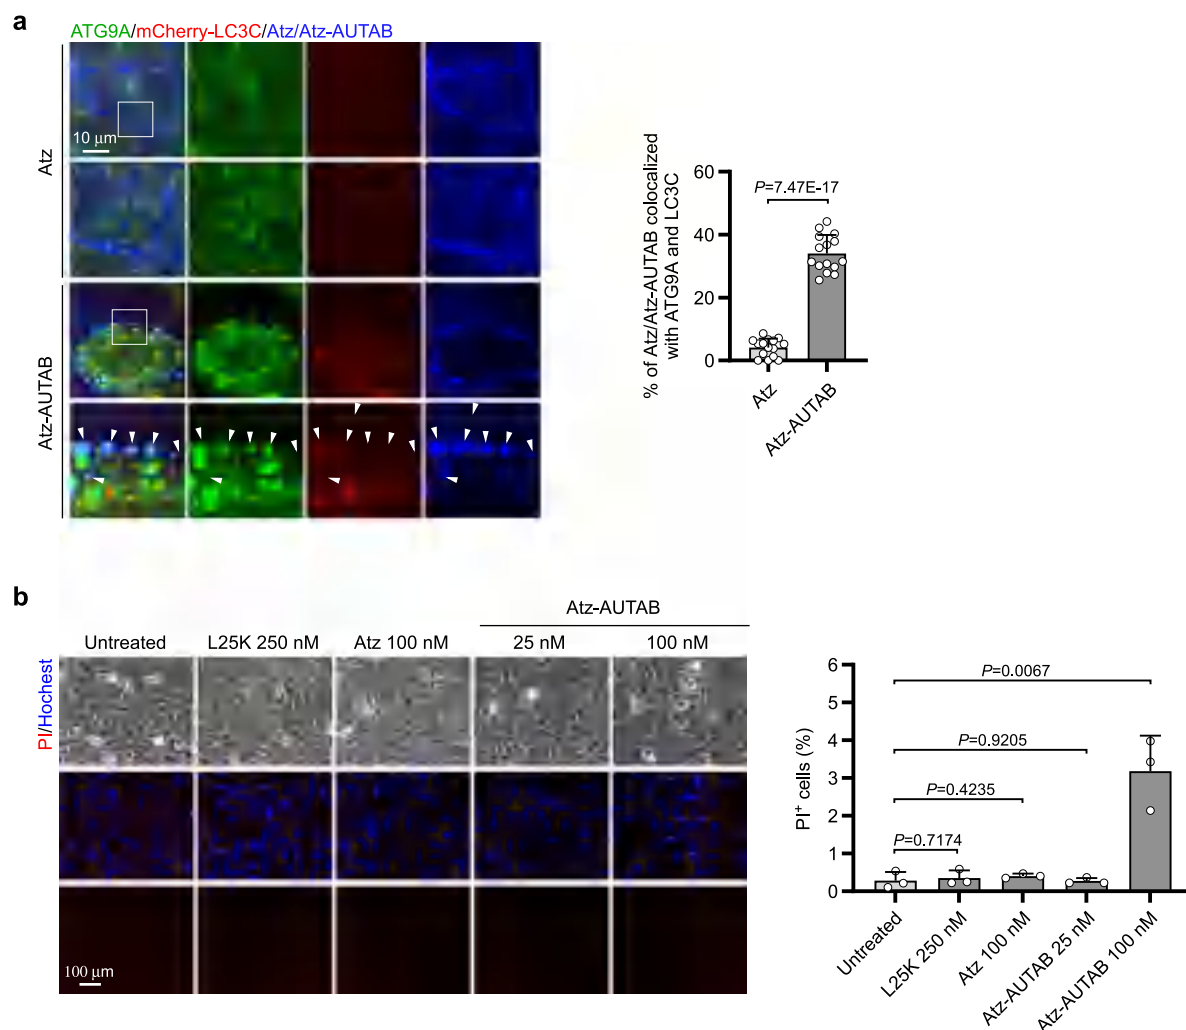 a
ATG9A/mCherry-LC3C/Atz/Atz-AUTAB
Atz
10 μm
Atz-AUTAB
% of Atz/Atz-AUTAB colocalized
with ATG9A and LC3C
60
40
20
0
P=7.47E-17
Atz
Atz-AUTAB
b
Atz-AUTAB
Untreated
L25K 250 nM
Atz 100 nM
25 nM
100 nM
PI/Hochest
100 μm
PI+ cells (%)
6
5
4
3
2
1
0
P=0.0067
P=0.9205
P=0.4235
P=0.7174
Untreated
L25K 250 nM
Atz 100 nM
Atz-AUTAB 25 nM
Atz-AUTAB 100 nM